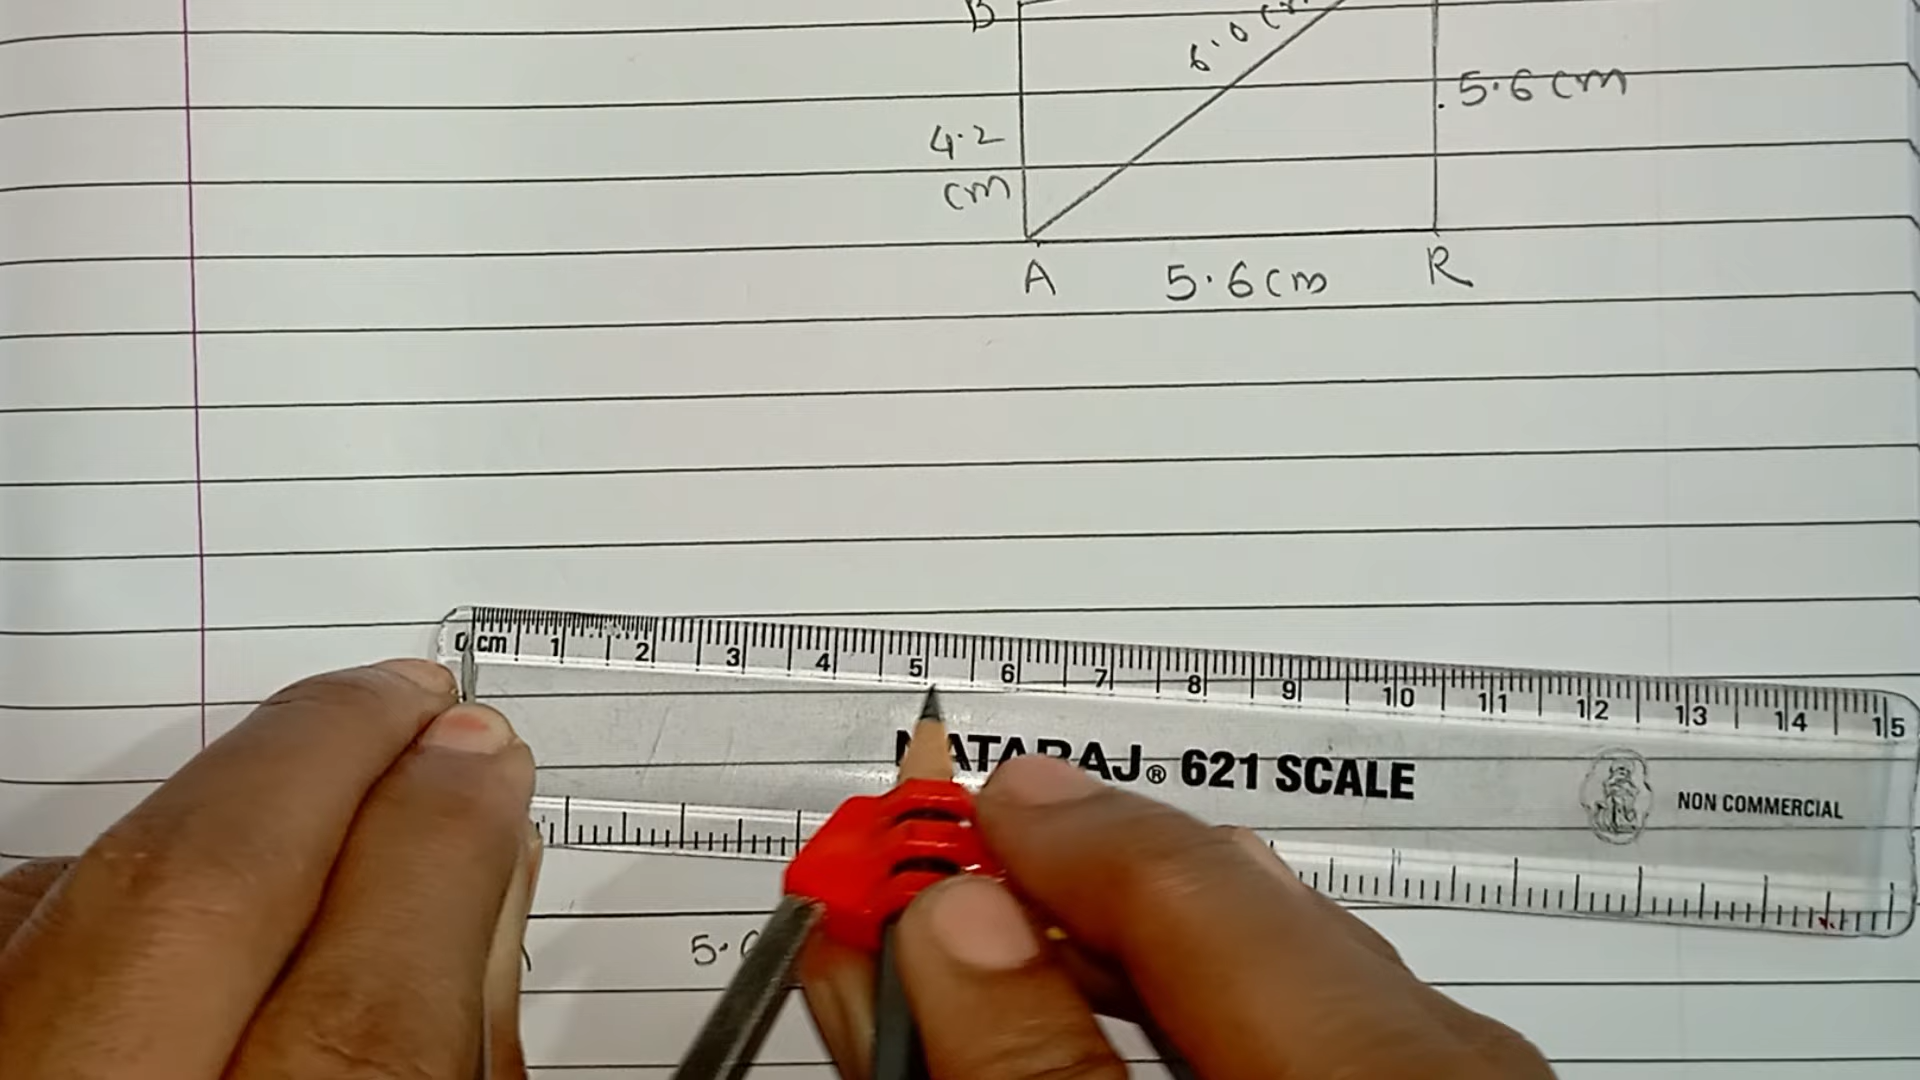 B
6.0 cm
5.6 cm
4.2
cm
A 5.6 cm R
0 cm 1 2 3 4 5 6 7 8 9 10 11 12 13 14 15
NATARAJ® 621 SCALE
NON COMMERCIAL